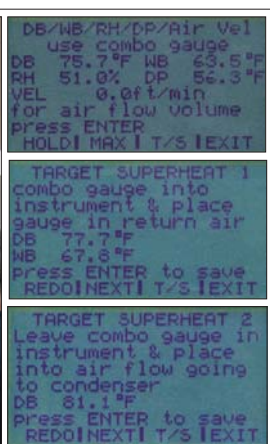 DB/WB/RH/DP/Air Vel
use combo gauge
DB 75.7°F WB 63.5°F
RH 51.0% DP 56.3°F
VEL 0.0ft/min
for air flow volume
press ENTER
HOLD| MAX | T/S |EXIT
TARGET SUPERHEAT 1
combo gauge into
instrument & place
gauge in return air
DB 77.7°F
WB 67.8°F
press ENTER to save
REDO|NEXT| T/S |EXIT
TARGET SUPERHEAT 2
Leave combo gauge in
instrument & place
into air flow going
to condenser
DB 81.1°F
press ENTER to save
REDO|NEXT| T/S |EXIT